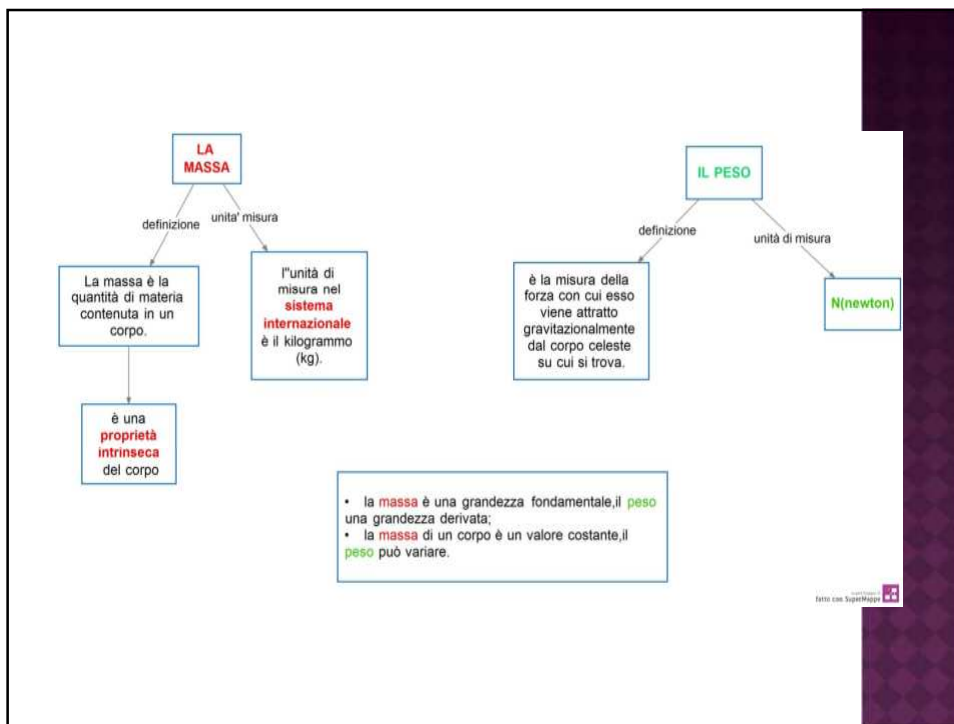 LA
MASSA
definizione
unita' misura
La massa è la
quantità di materia
contenuta in un
corpo.
l"unità di
misura nel
sistema
internazionale
è il kilogrammo
(kg).
è una
proprietà
intrinseca
del corpo
IL PESO
definizione
unità di misura
è la misura della
forza con cui esso
viene attratto
gravitazionalmente
dal corpo celeste
su cui si trova.
N(newton)
• la massa è una grandezza fondamentale,il peso
una grandezza derivata;
• la massa di un corpo è un valore costante,il
peso può variare.
fatto con SuperMappe